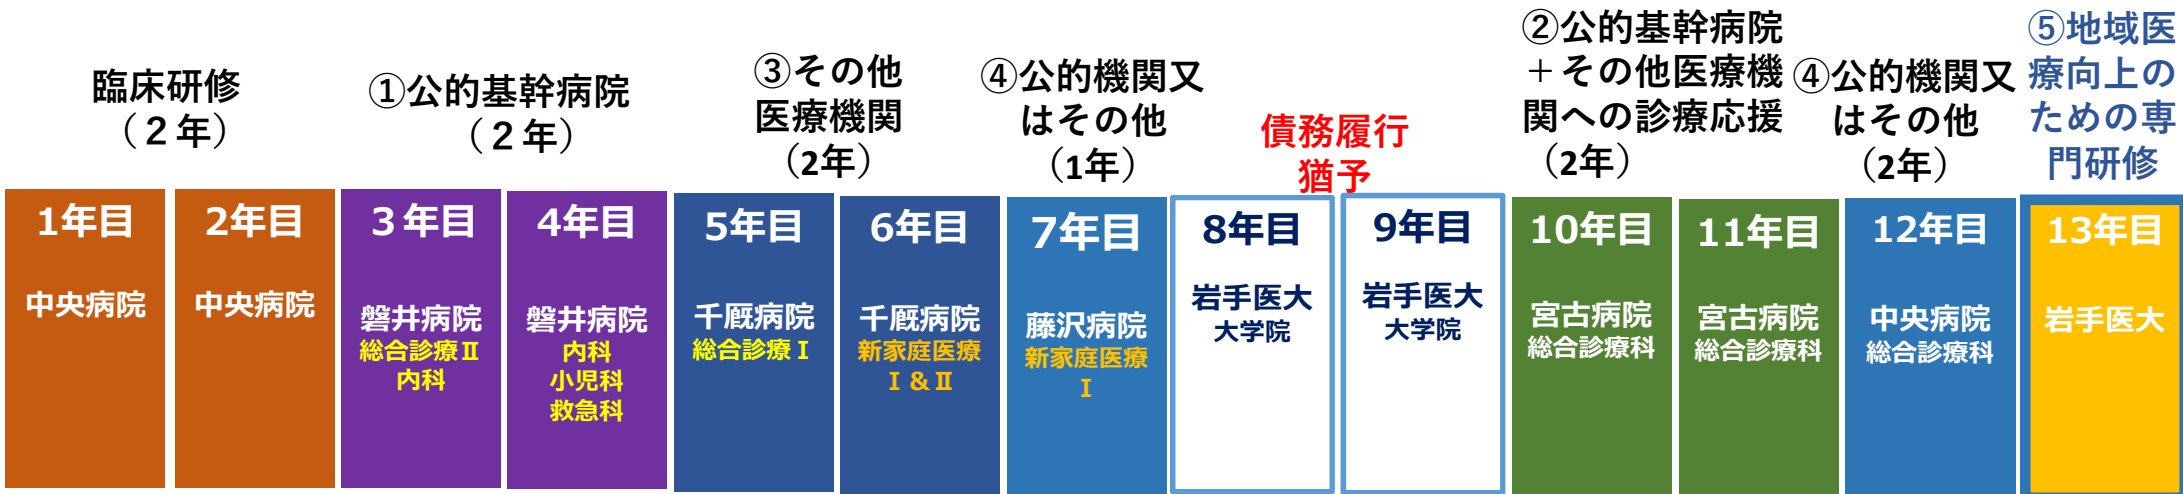 臨床研修
（２年）
①公的基幹病院
（２年）
③その他
医療機関
（2年）
④公的機関又
はその他
（1年）
債務履行
猶予
②公的基幹病院
＋その他医療機
関への診療応援
（2年）
④公的機関又
はその他
（2年）
⑤地域医
療向上の
ための専
門研修
1年目
中央病院
2年目
中央病院
３年目
磐井病院
総合診療Ⅱ
内科
4年目
磐井病院
内科
小児科
救急科
5年目
千厩病院
総合診療Ⅰ
6年目
千厩病院
新家庭医療
Ⅰ＆Ⅱ
7年目
藤沢病院
新家庭医療
Ⅰ
8年目
岩手医大
大学院
9年目
岩手医大
大学院
10年目
宮古病院
総合診療科
11年目
宮古病院
総合診療科
12年目
中央病院
総合診療科
13年目
岩手医大